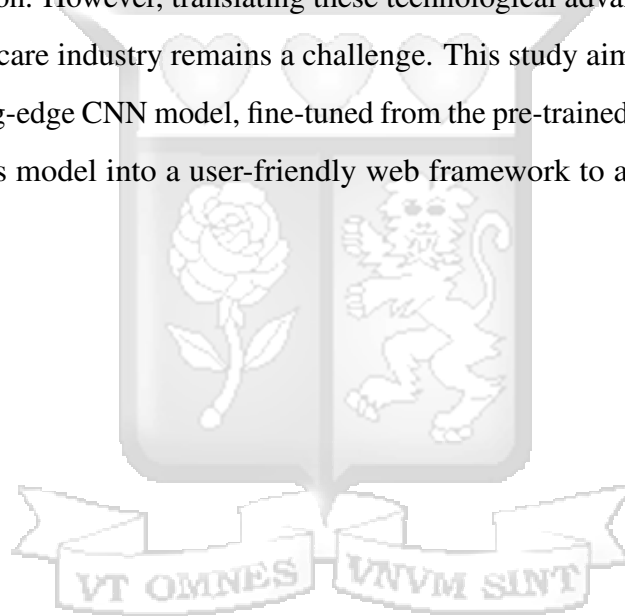 on. However, translating these technological advan
care industry remains a challenge. This study aim
g-edge CNN model, fine-tuned from the pre-trained
s model into a user-friendly web framework to a
VT OMNES VNVM SINT